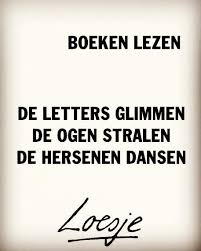 BOEKEN LEZEN
DE LETTERS GLIMMEN
DE OGEN STRALEN
DE HERSENEN DANSEN
Loesje